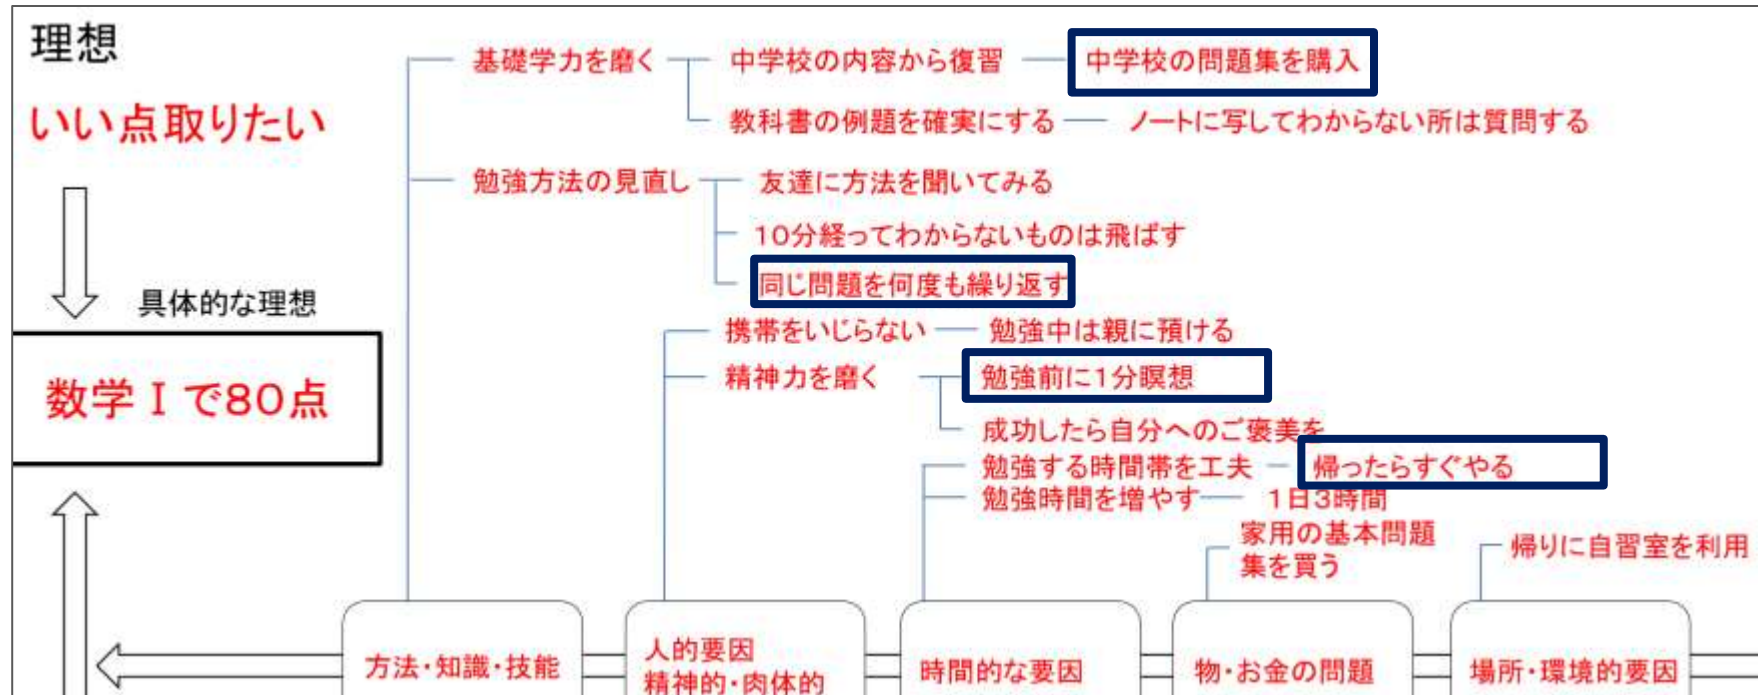 理想
いい点取りたい
具体的な理想
数学Ⅰで80点
基礎学力を磨く
中学校の内容から復習
中学校の問題集を購入
教科書の例題を確実にする
ノートに写してわからない所は質問する
勉強方法の見直し
友達に方法を聞いてみる
10分経ってわからないものは飛ばす
同じ問題を何度も繰り返す
携帯をいじらない
勉強中は親に預ける
精神力を磨く
勉強前に1分瞑想
成功したら自分へのご褒美を
勉強する時間帯を工夫
帰ったらすぐやる
勉強時間を増やす
1日3時間
家用の基本問題
集を買う
帰りに自習室を利用
方法・知識・技能
人的要因
精神的・肉体的
時間的な要因
物・お金の問題
場所・環境的要因